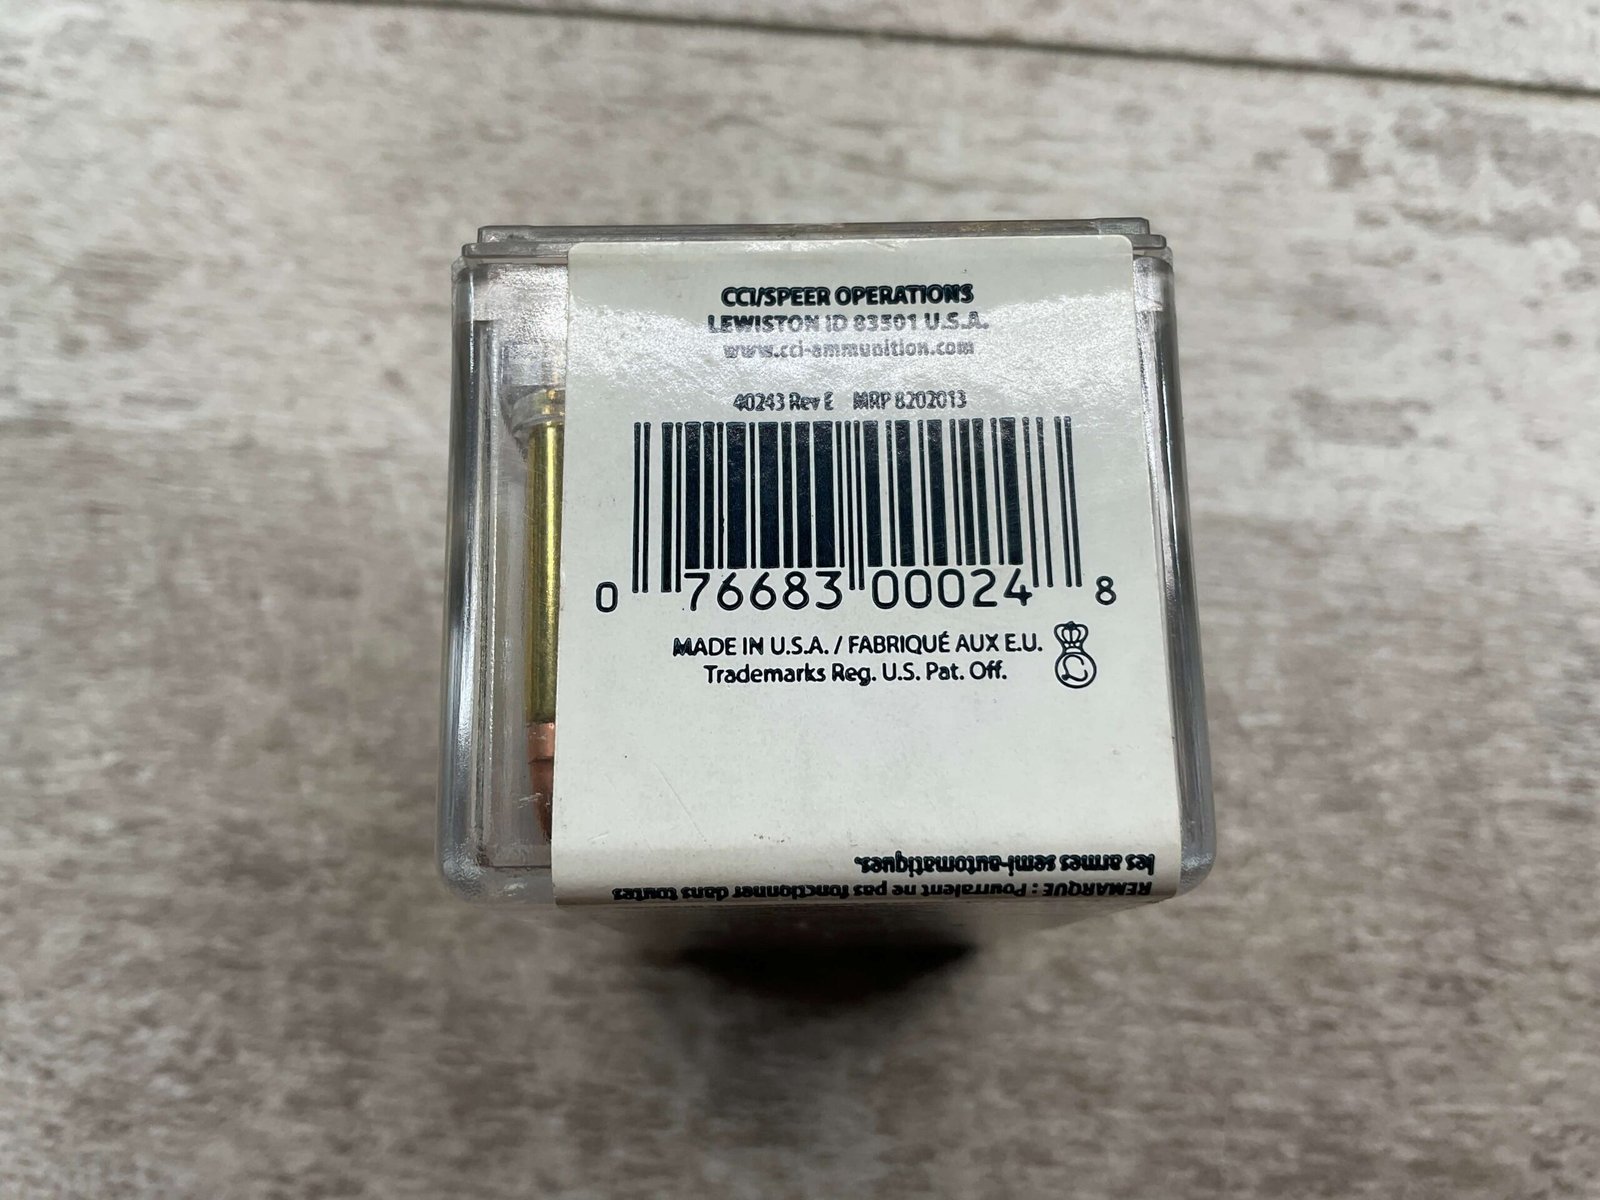 CCI/SPEER OPERATIONS
LEWISTON ID 83501 U.S.A.
www.cci-ammunition.com
40243 Rev E MRP 8202013
0 76683 00024 8
MADE IN U.S.A. / FABRIQUÉ AUX E.U.
Trademarks Reg. U.S. Pat. Off.
REMARQUE : Pourraient ne pas fonctionner dans toutes
les armes semi-automatiques.